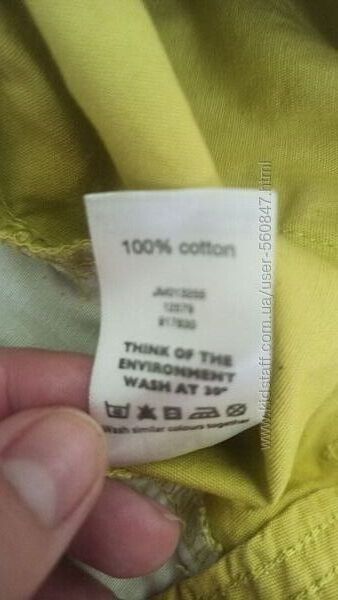 100% cotton
THINK OF THE
ENVIRONMENT
WASH AT 30°
Wash similar colours together
www.kidstaff.com.ua/user-560847.html